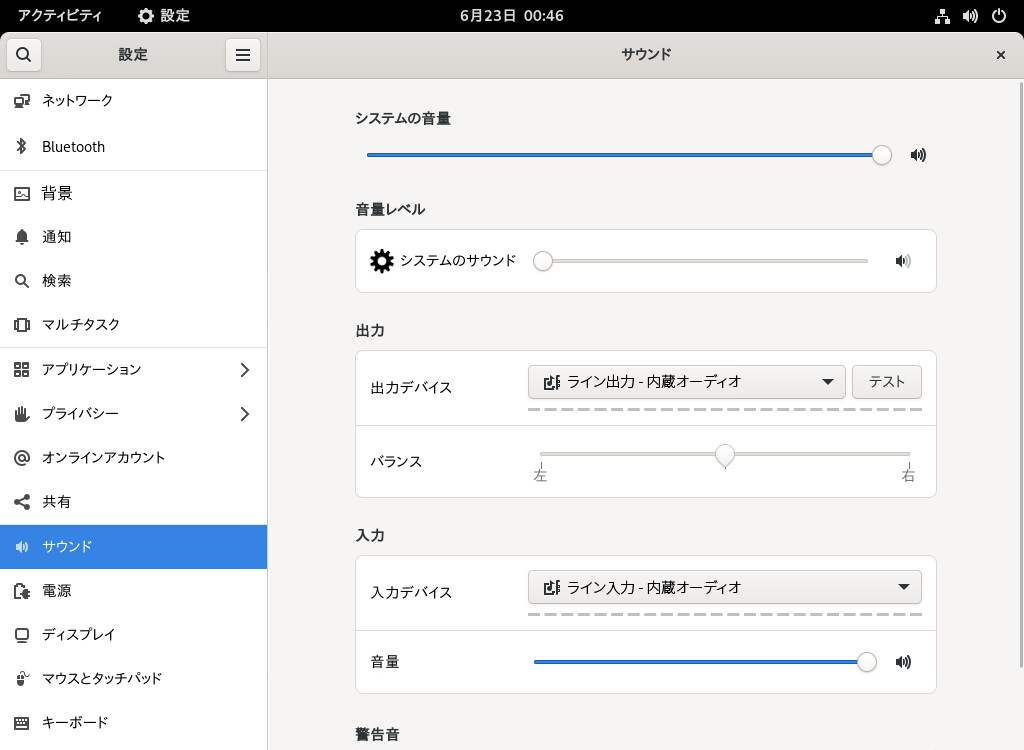 アクティビティ
設定
6月23日 00:46
設定
サウンド
ネットワーク
Bluetooth
背景
通知
検索
マルチタスク
アプリケーション
プライバシー
オンラインアカウント
共有
サウンド
電源
ディスプレイ
マウスとタッチパッド
キーボード
システムの音量
音量レベル
システムのサウンド
出力
出力デバイス
ライン出力 - 内蔵オーディオ
テスト
バランス
左
右
入力
入力デバイス
ライン入力 - 内蔵オーディオ
音量
警告音